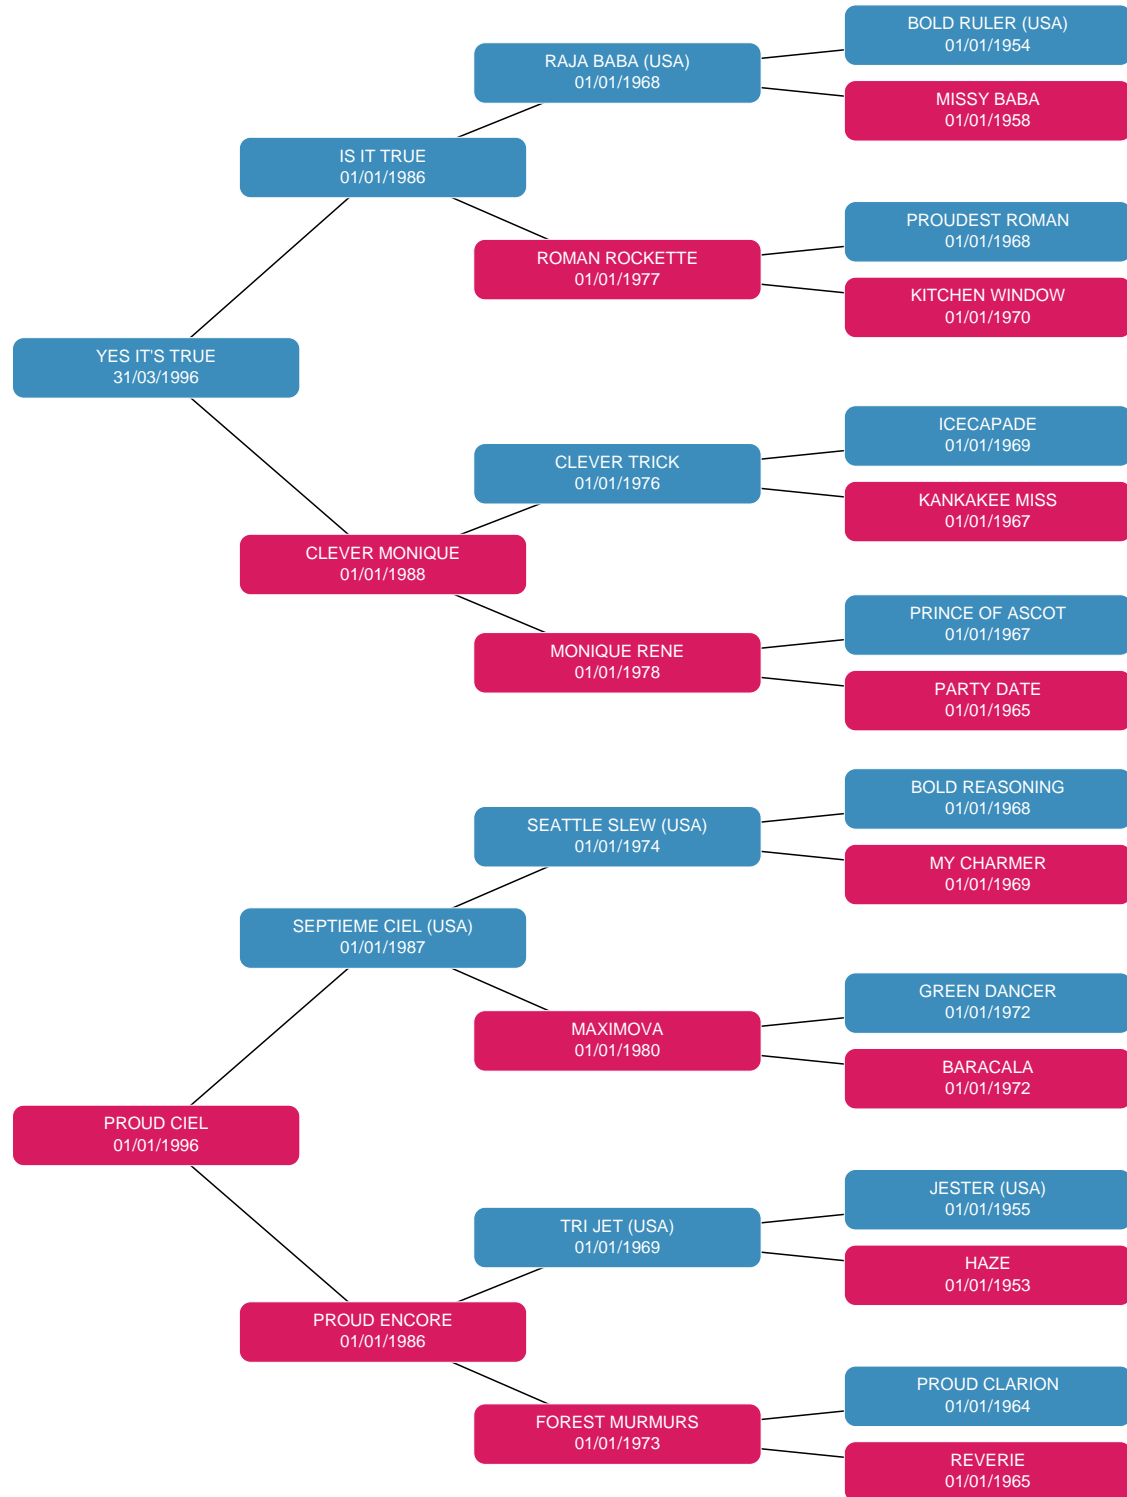 BOLD RULER (USA)
01/01/1954
RAJA BABA (USA)
01/01/1968
MISSY BABA
01/01/1958
IS IT TRUE
01/01/1986
PROUDEST ROMAN
01/01/1968
ROMAN ROCKETTE
01/01/1977
KITCHEN WINDOW
01/01/1970
YES IT'S TRUE
31/03/1996
ICECAPADE
01/01/1969
CLEVER TRICK
01/01/1976
KANKAKEE MISS
01/01/1967
CLEVER MONIQUE
01/01/1988
PRINCE OF ASCOT
01/01/1967
MONIQUE RENE
01/01/1978
PARTY DATE
01/01/1965
BOLD REASONING
01/01/1968
SEATTLE SLEW (USA)
01/01/1974
MY CHARMER
01/01/1969
SEPTIEME CIEL (USA)
01/01/1987
GREEN DANCER
01/01/1972
MAXIMOVA
01/01/1980
BARACALA
01/01/1972
PROUD CIEL
01/01/1996
JESTER (USA)
01/01/1955
TRI JET (USA)
01/01/1969
HAZE
01/01/1953
PROUD ENCORE
01/01/1986
PROUD CLARION
01/01/1964
FOREST MURMURS
01/01/1973
REVERIE
01/01/1965